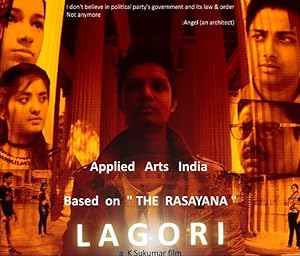 I don't believe in political party's government and its law & order
Not anymore
:Angel (an architect)
Applied Arts India
Based on " THE RASAYANA "
LAGORI
a K Sukumar film